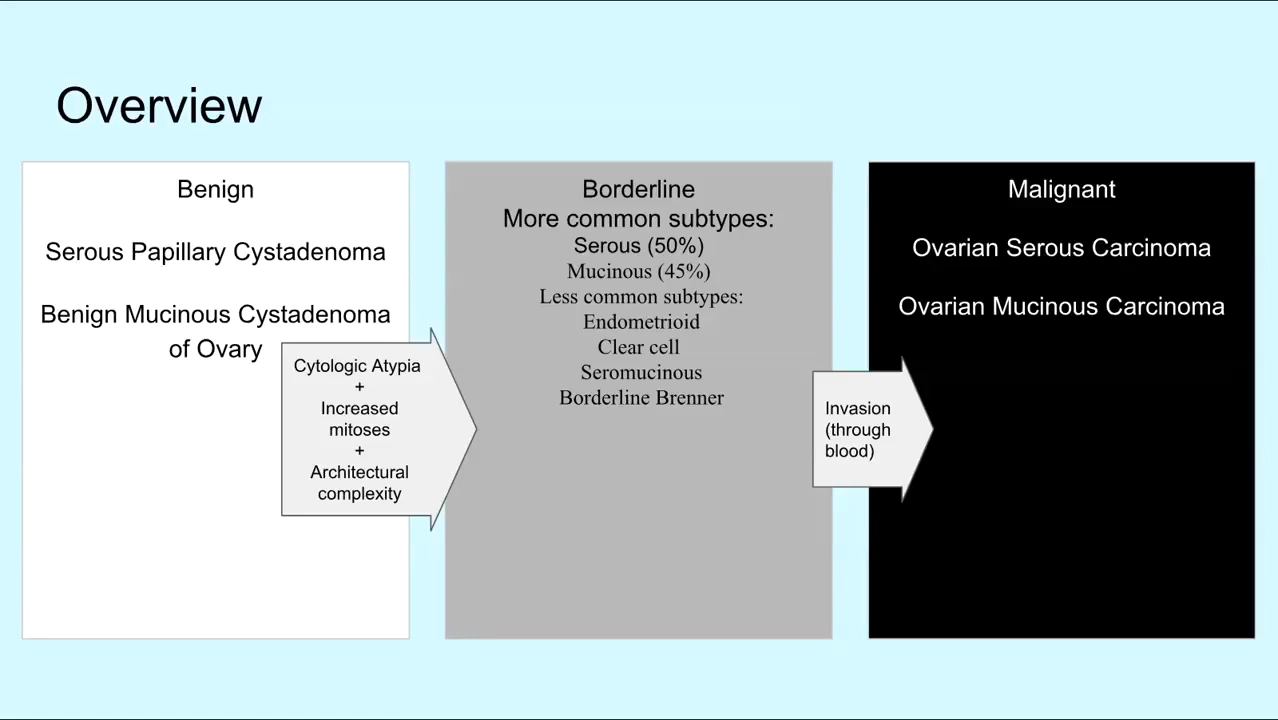 Overview
Benign
Serous Papillary Cystadenoma
Benign Mucinous Cystadenoma
of Ovary
Cytologic Atypia
+
Increased
mitoses
+
Architectural
complexity
Borderline
More common subtypes:
Serous (50%)
Mucinous (45%)
Less common subtypes:
Endometrioid
Clear cell
Seromucinous
Borderline Brenner
Invasion
(through
blood)
Malignant
Ovarian Serous Carcinoma
Ovarian Mucinous Carcinoma